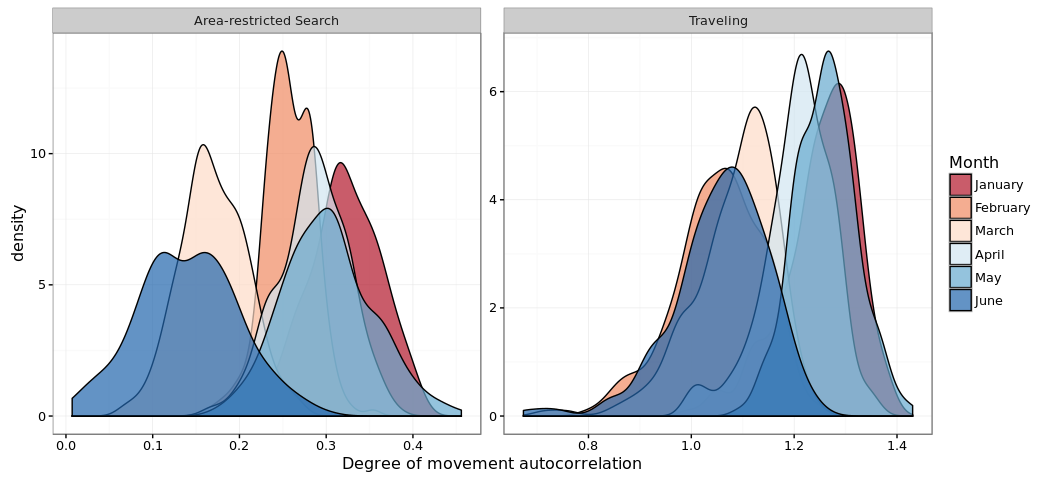 Area-restricted Search
Traveling
density
0
5
10
0
2
4
6
0.0 0.1 0.2 0.3 0.4
0.8 1.0 1.2 1.4
Degree of movement autocorrelation
Month
January
February
March
April
May
June